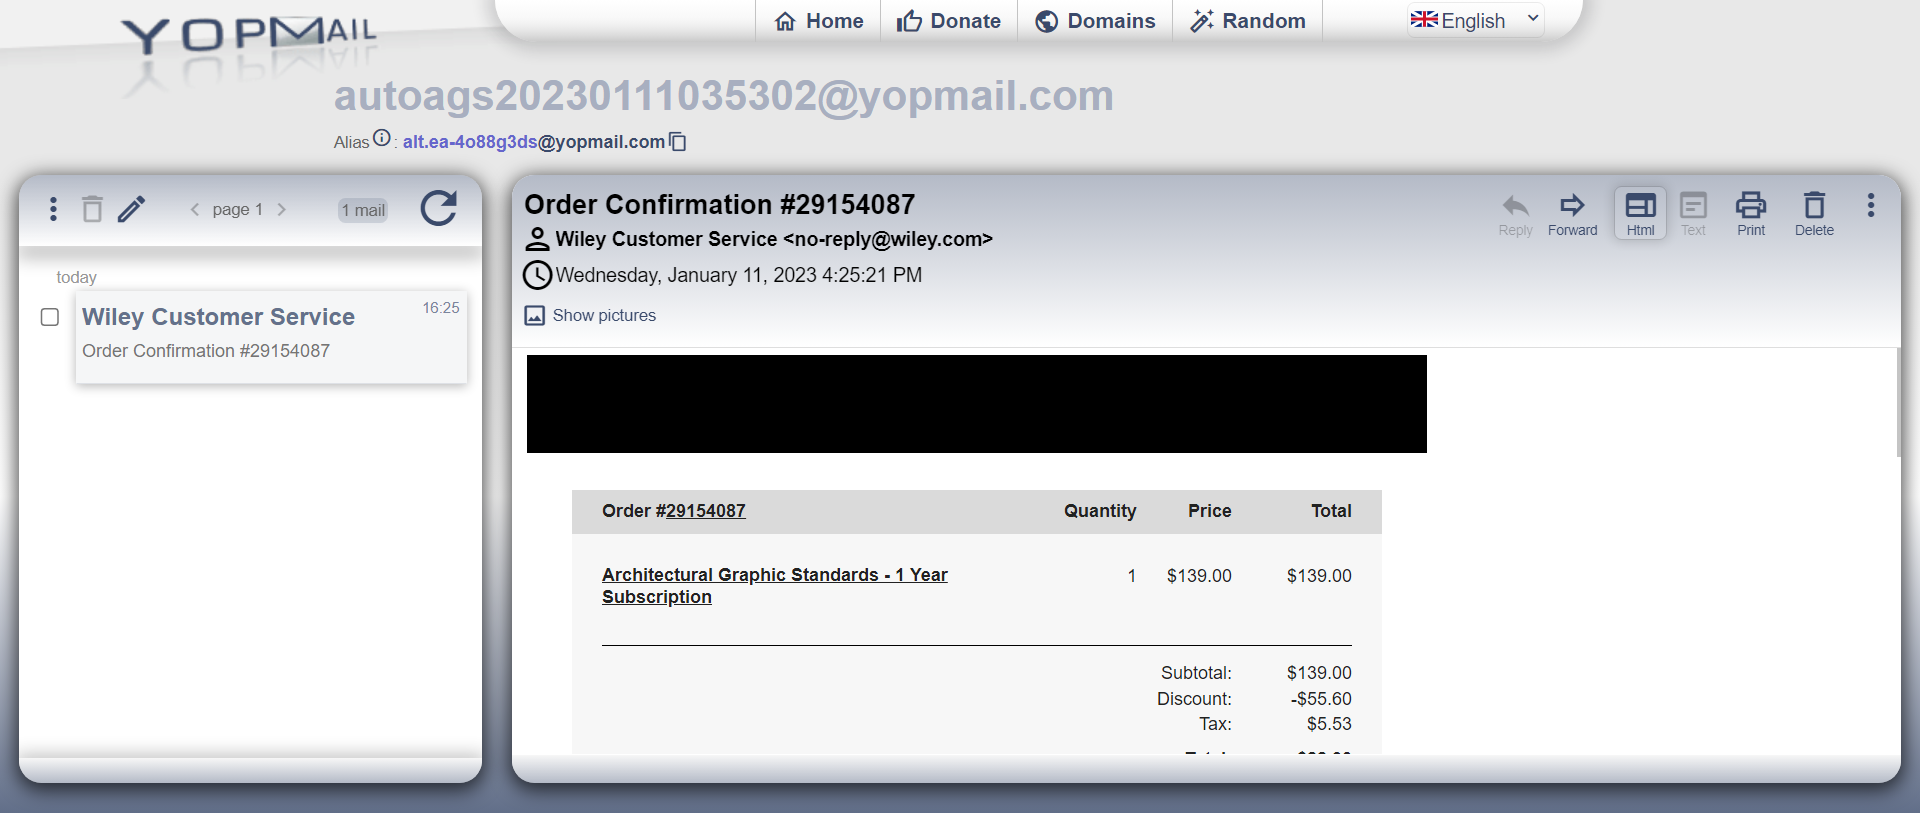 YOPMAIL
Home
Donate
Domains
Random
English
autoags20230111035302@yopmail.com
Alias : alt.ea-4o88g3ds@yopmail.com
page 1
1 mail
today
Wiley Customer Service
16:25
Order Confirmation #29154087
Order Confirmation #29154087
Wiley Customer Service <no-reply@wiley.com>
Wednesday, January 11, 2023 4:25:21 PM
Show pictures
Reply
Forward
Html
Text
Print
Delete
Order #29154087 Quantity Price Total
Architectural Graphic Standards - 1 Year 1 $139.00 $139.00
Subscription
Subtotal: $139.00
Discount: -$55.60
Tax: $5.53